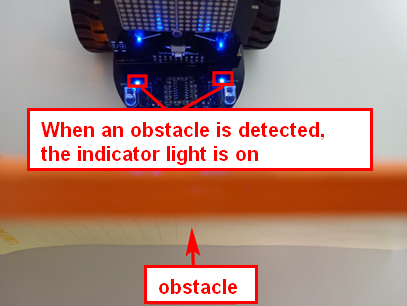 When an obstacle is detected,
the indicator light is on
obstacle